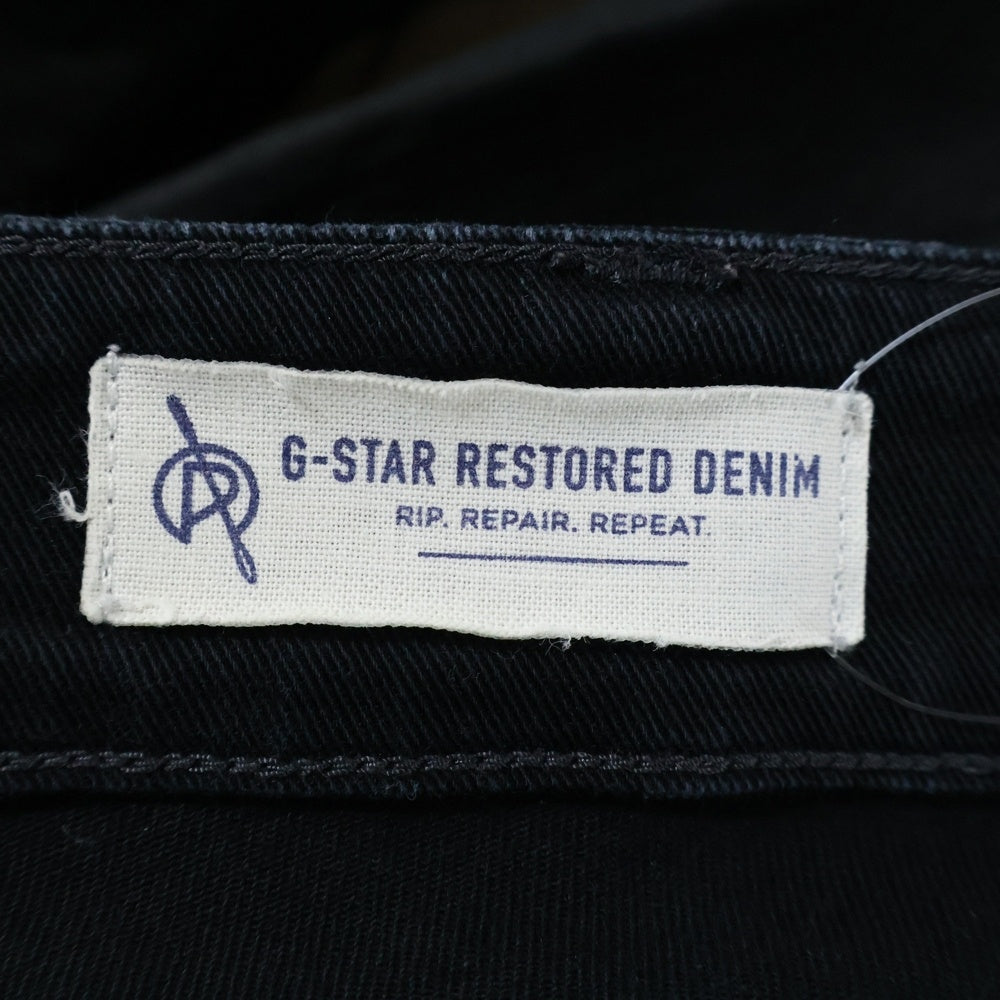 G-STAR RESTORED DENIM
RIP. REPAIR. REPEAT.